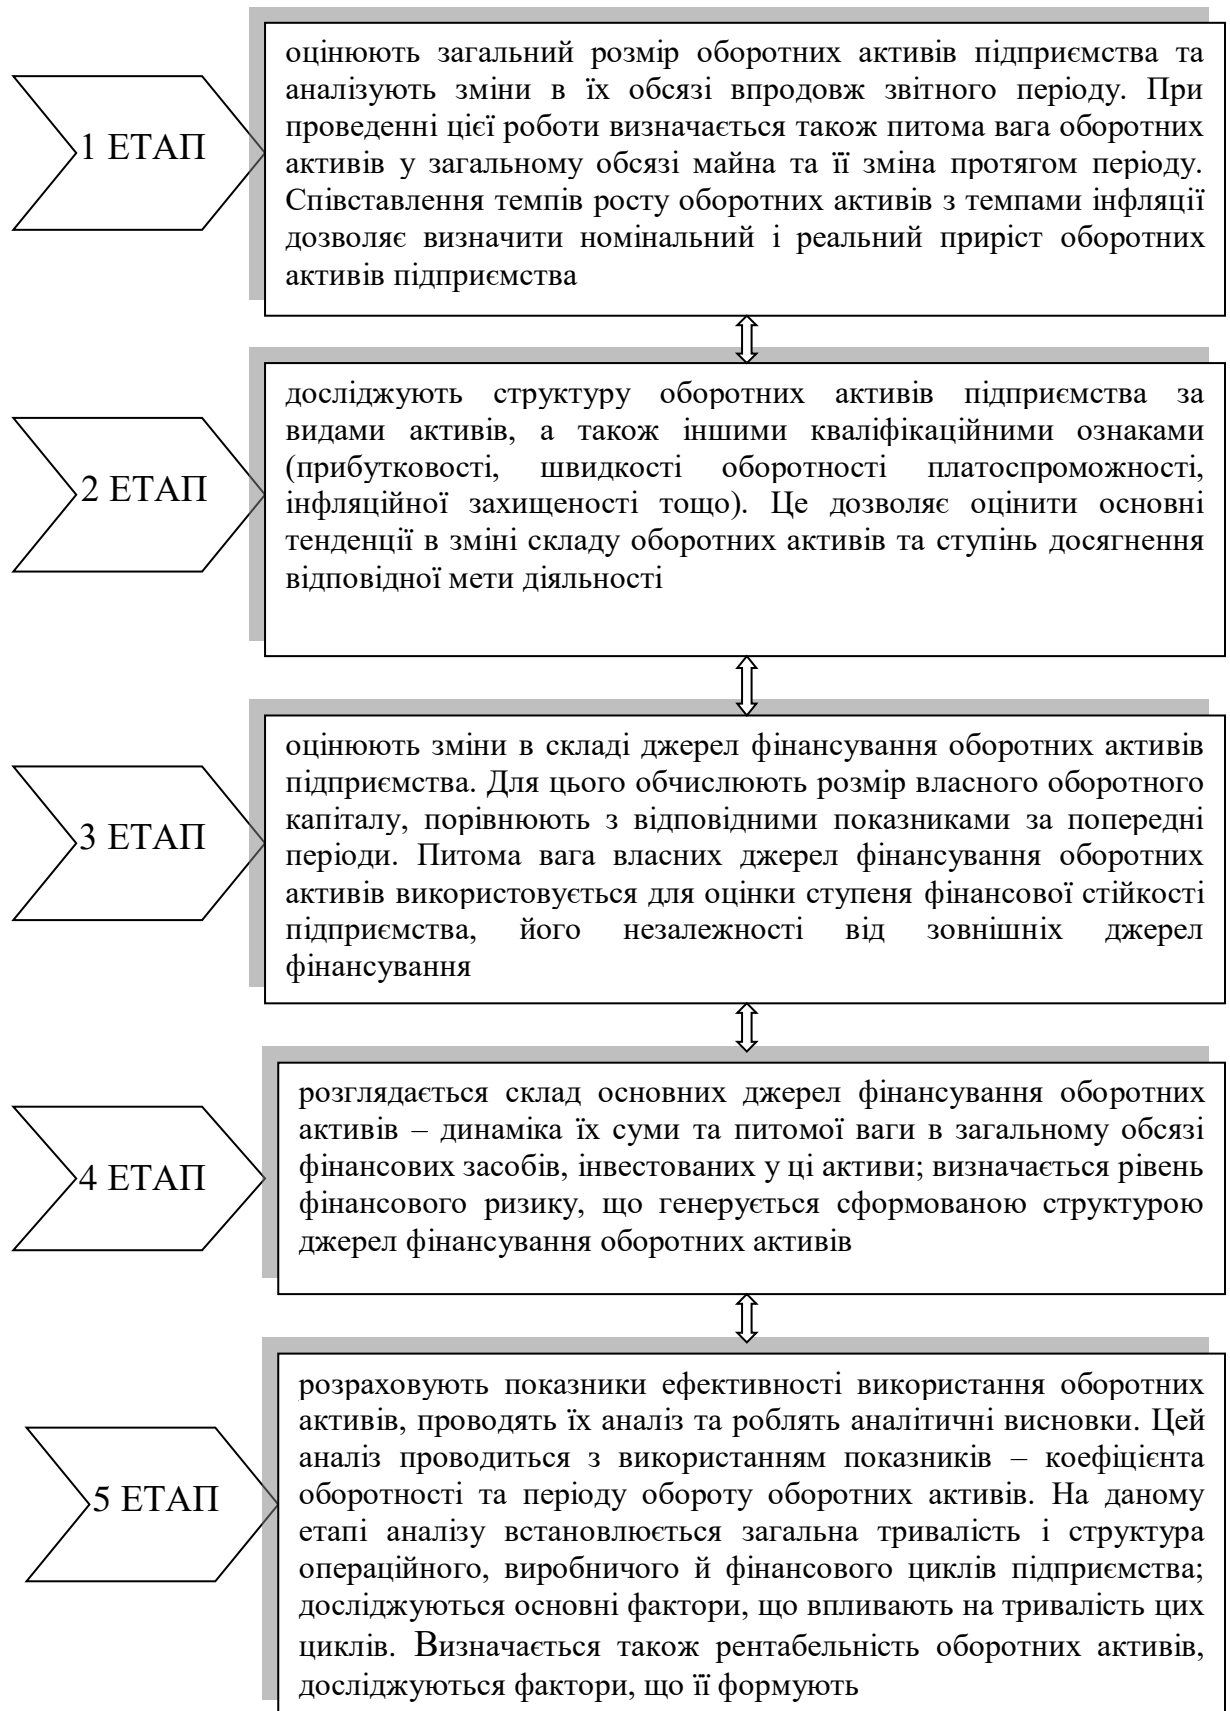 1 ЕТАП
оцінюють загальний розмір оборотних активів підприємства та
аналізують зміни в їх обсязі впродовж звітного періоду. При
проведенні цієї роботи визначається також питома вага оборотних
активів у загальному обсязі майна та її зміна протягом періоду.
Співставлення темпів росту оборотних активів з темпами інфляції
дозволяє визначити номінальний і реальний приріст оборотних
активів підприємства
2 ЕТАП
досліджують структуру оборотних активів підприємства за
видами активів, а також іншими кваліфікаційними ознаками
(прибутковості, швидкості оборотності платоспроможності,
інфляційної захищеності тощо). Це дозволяє оцінити основні
тенденції в зміні складу оборотних активів та ступінь досягнення
відповідної мети діяльності
3 ЕТАП
оцінюють зміни в складі джерел фінансування оборотних активів
підприємства. Для цього обчислюють розмір власного оборотного
капіталу, порівнюють з відповідними показниками за попередні
періоди. Питома вага власних джерел фінансування оборотних
активів використовується для оцінки ступеня фінансової стійкості
підприємства, його незалежності від зовнішніх джерел
фінансування
4 ЕТАП
розглядається склад основних джерел фінансування оборотних
активів – динаміка їх суми та питомої ваги в загальному обсязі
фінансових засобів, інвестованих у ці активи; визначається рівень
фінансового ризику, що генерується сформованою структурою
джерел фінансування оборотних активів
5 ЕТАП
розраховують показники ефективності використання оборотних
активів, проводять їх аналіз та роблять аналітичні висновки. Цей
аналіз проводиться з використанням показників – коефіцієнта
оборотності та періоду обороту оборотних активів. На даному
етапі аналізу встановлюється загальна тривалість і структура
операційного, виробничого й фінансового циклів підприємства;
досліджуються основні фактори, що впливають на тривалість цих
циклів. Визначається також рентабельність оборотних активів,
досліджуються фактори, що її формують